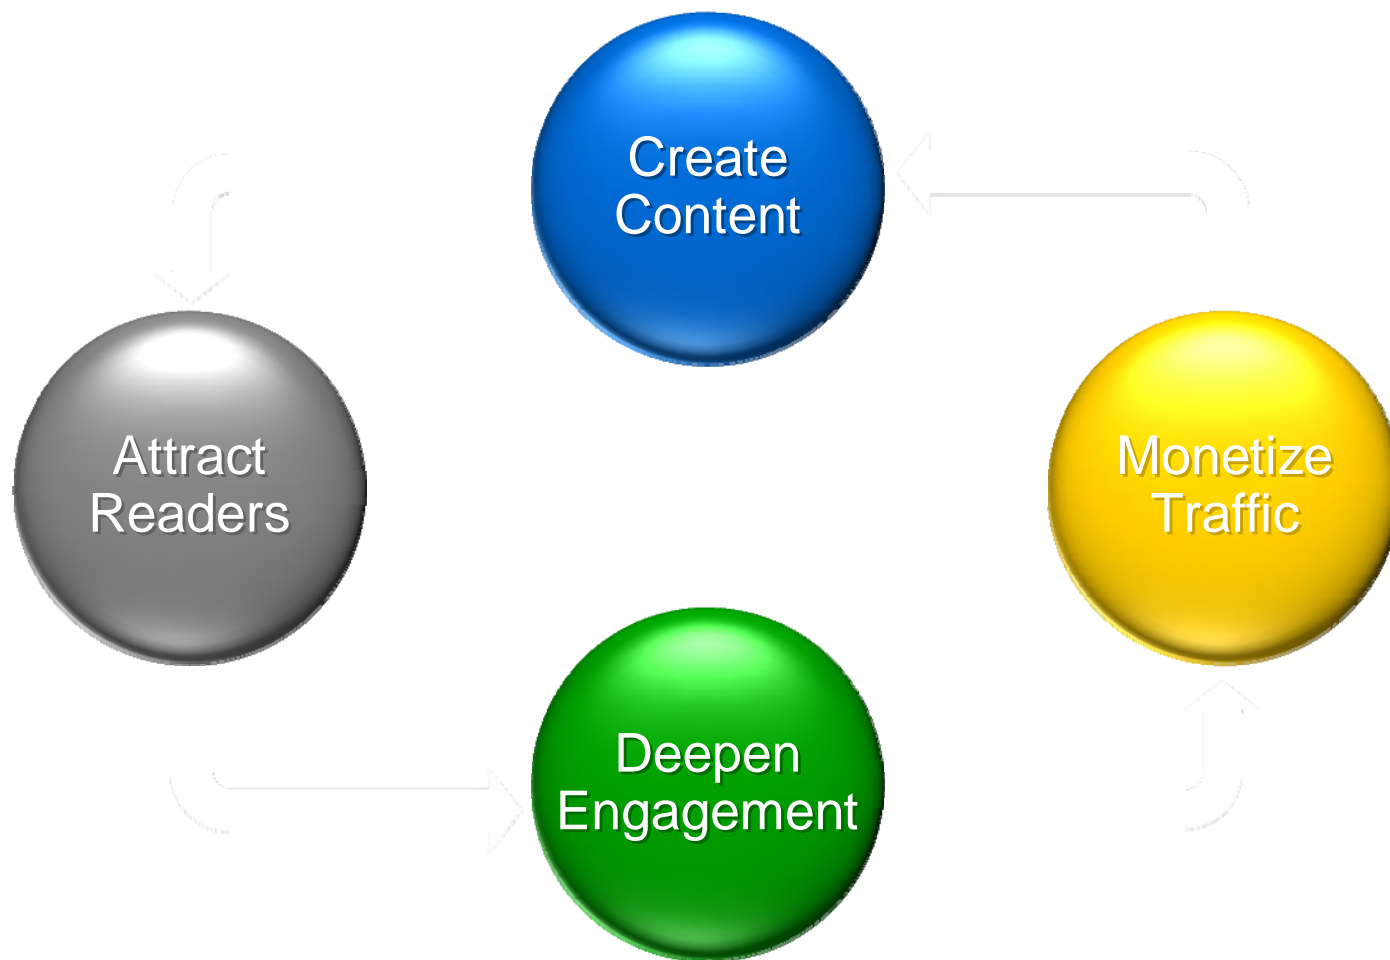 Create
Content
Attract
Readers
Monetize
Traffic
Deepen
Engagement